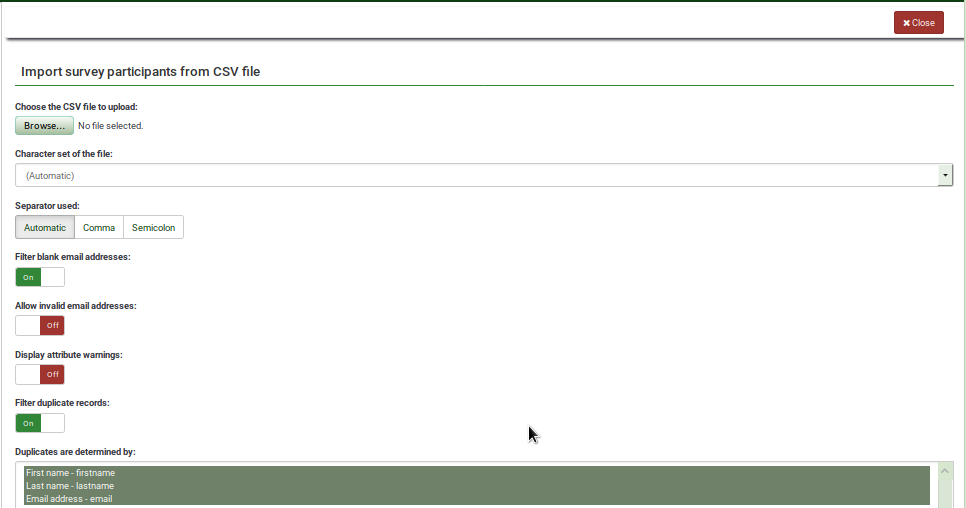 ✖ Close
Import survey participants from CSV file
Choose the CSV file to upload:
Browse... No file selected.
Character set of the file:
(Automatic)
Separator used:
Automatic Comma Semicolon
Filter blank email addresses:
On
Allow invalid email addresses:
Off
Display attribute warnings:
Off
Filter duplicate records:
On
Duplicates are determined by:
First name - firstname
Last name - lastname
Email address - email